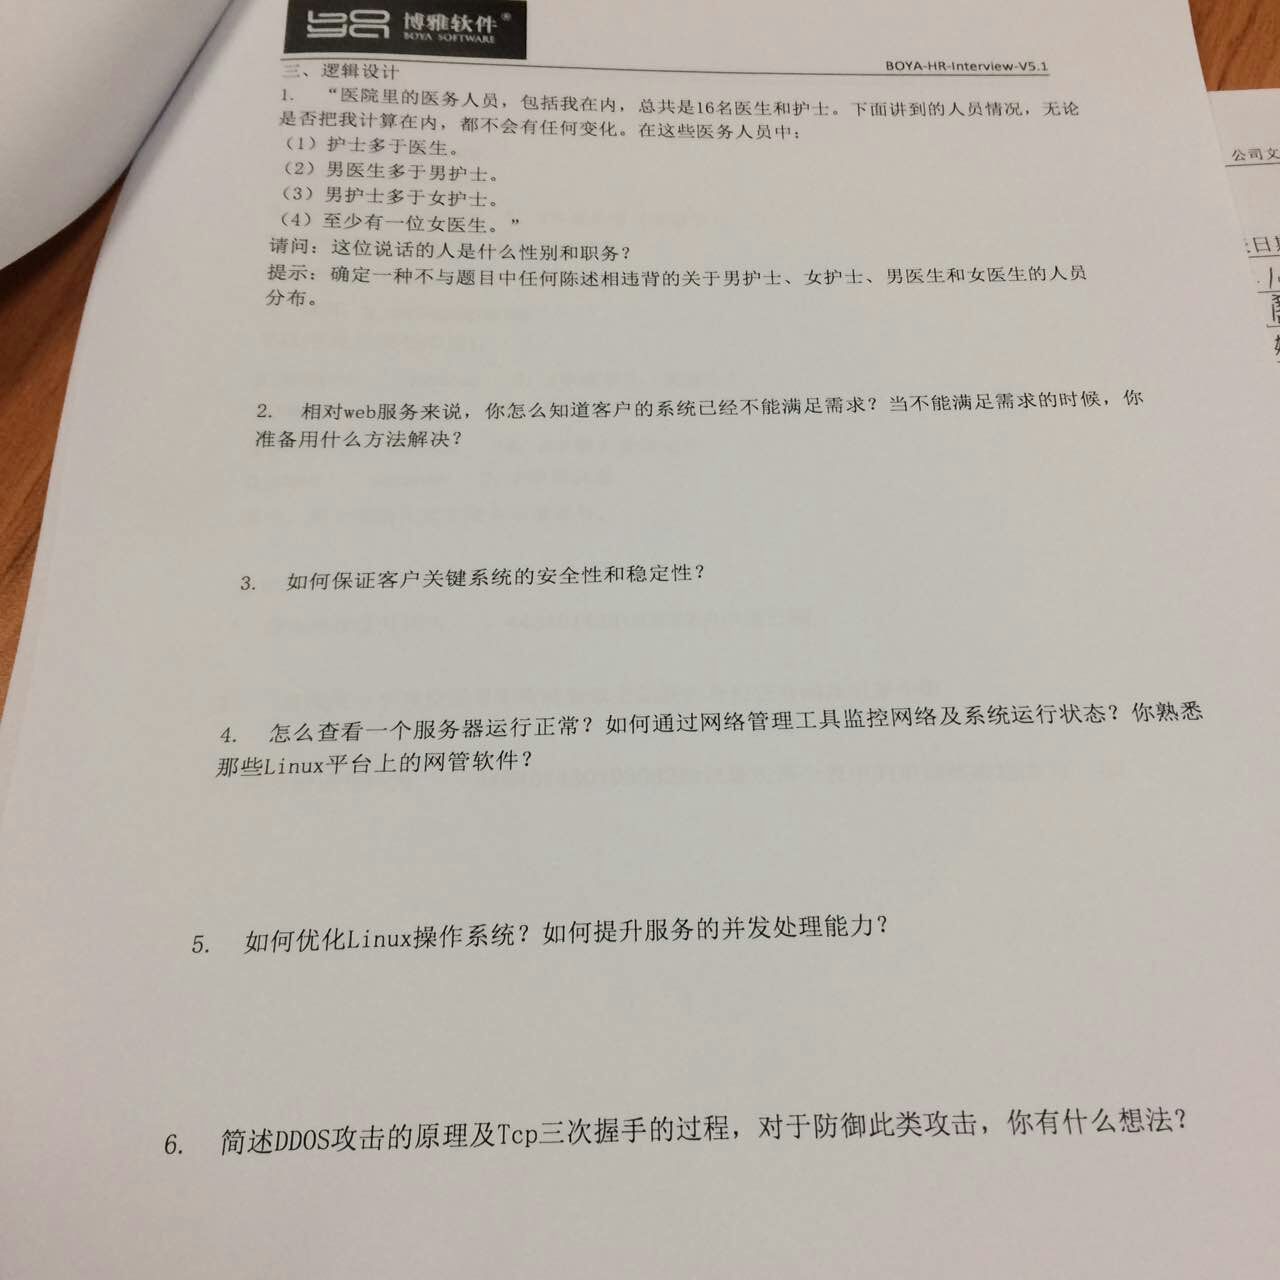 博雅软件®
BOYA SOFTWARE
BOYA-HR-Interview-V5.1
三、逻辑设计
1. “医院里的医务人员，包括我在内，总共是16名医生和护士。下面讲到的人员情况，无论
是否把我计算在内，都不会有任何变化。在这些医务人员中：
（1）护士多于医生。
（2）男医生多于男护士。
（3）男护士多于女护士。
（4）至少有一位女医生。”
请问：这位说话的人是什么性别和职务？
提示：确定一种不与题目中任何陈述相违背的关于男护士、女护士、男医生和女医生的人员
分布。
2. 相对web服务来说，你怎么知道客户的系统已经不能满足需求？当不能满足需求的时候，你
准备用什么方法解决？
3. 如何保证客户关键系统的安全性和稳定性？
4. 怎么查看一个服务器运行正常？如何通过网络管理工具监控网络及系统运行状态？你熟悉
那些Linux平台上的网管软件？
5. 如何优化Linux操作系统？如何提升服务的并发处理能力？
6. 简述DDOS攻击的原理及Tcp三次握手的过程，对于防御此类攻击，你有什么想法？
公司文